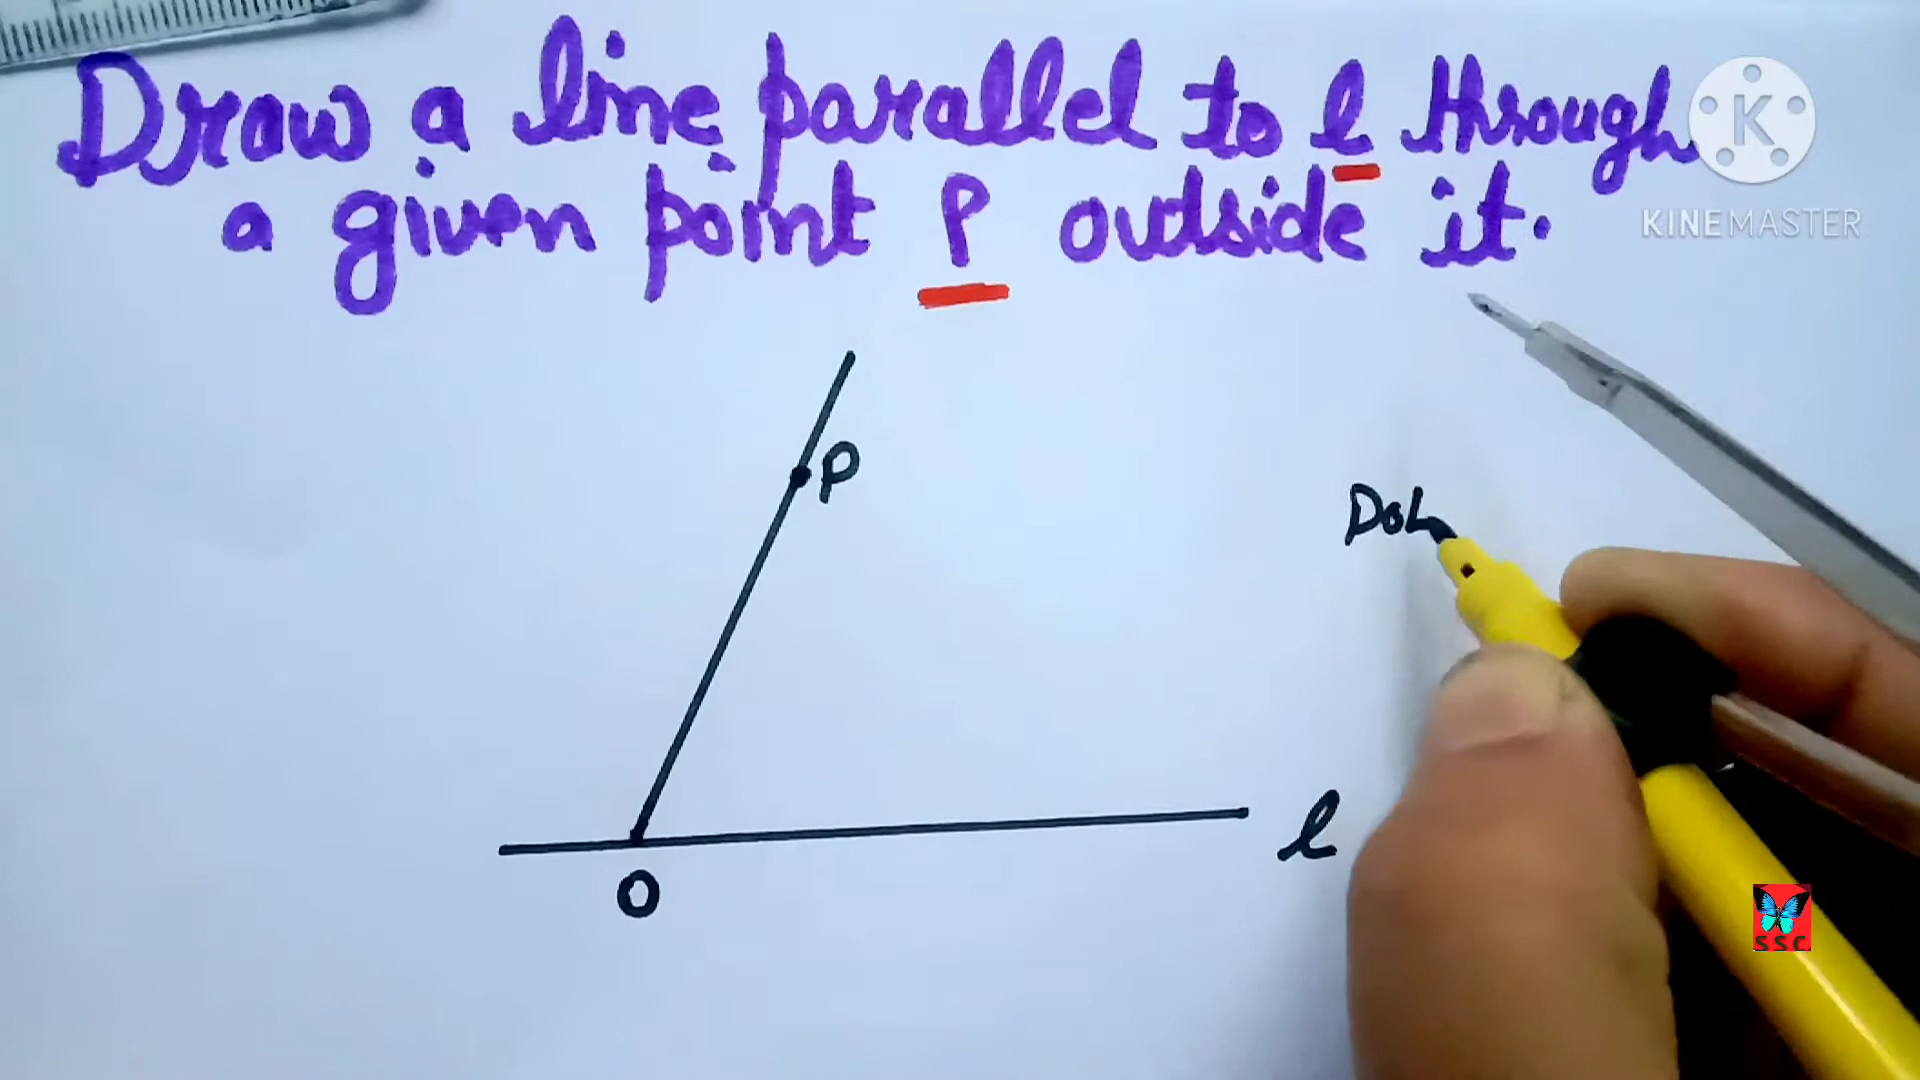 Draw a line parallel to l through
a given point P outside it.
K
KINEMASTER
P
l
O
SSC